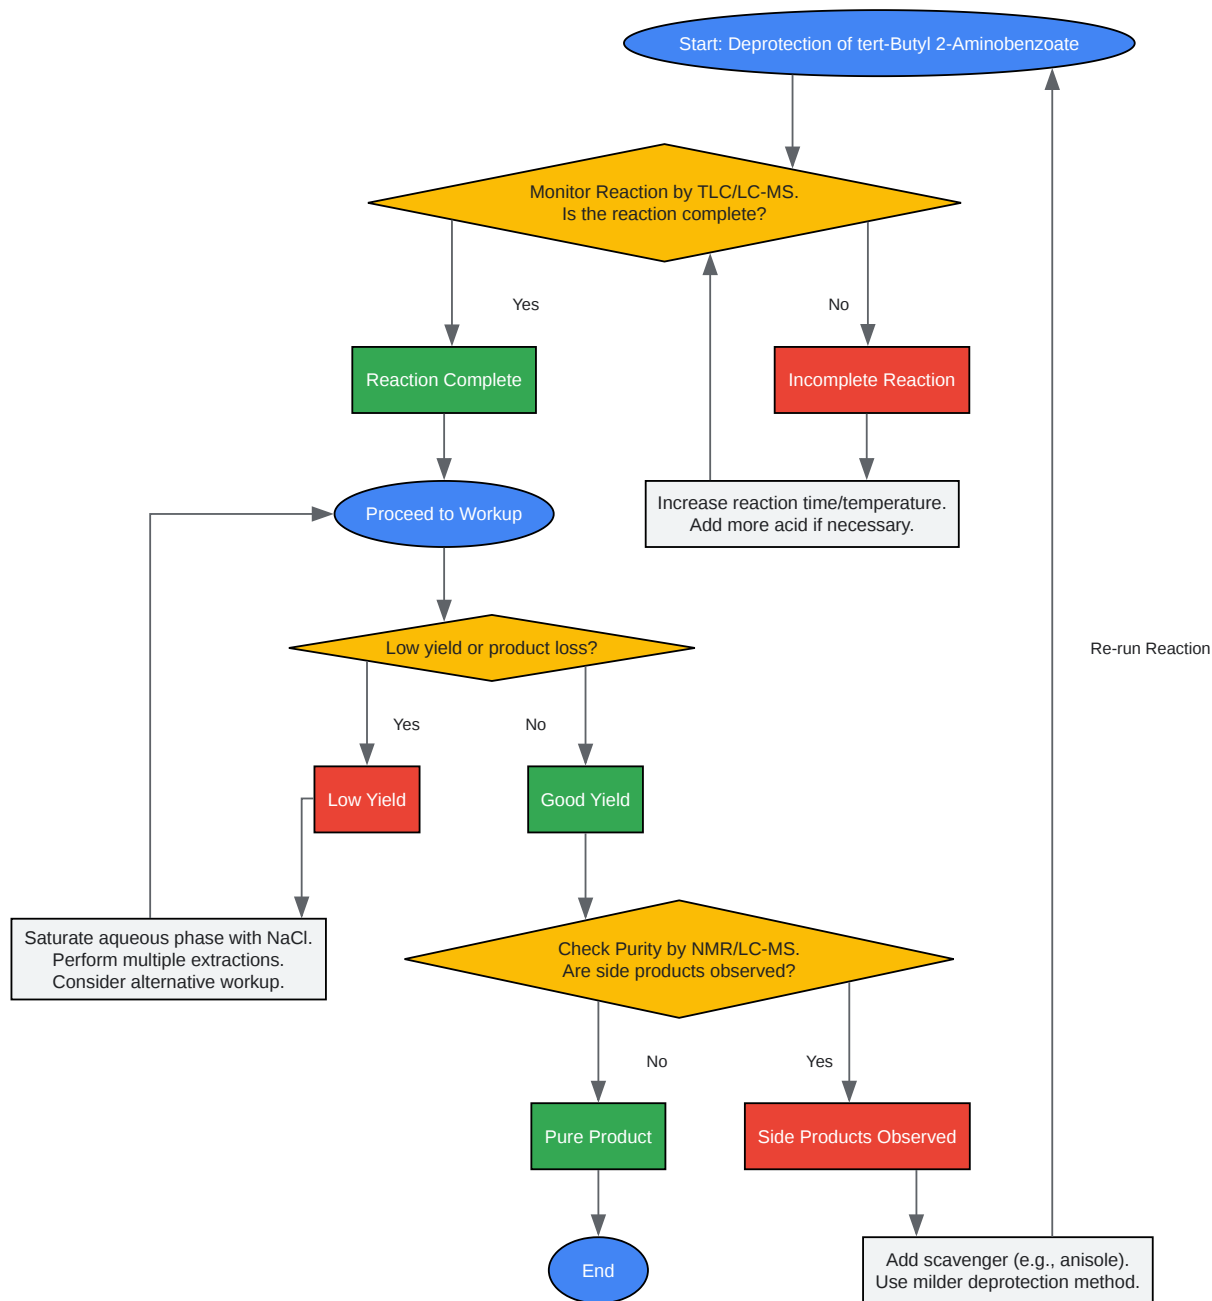 Start: Deprotection of tert-Butyl 2-Aminobenzoate
Monitor Reaction by TLC/LC-MS.
Is the reaction complete?
Yes
No
Reaction Complete
Incomplete Reaction
Proceed to Workup
Increase reaction time/temperature.
Add more acid if necessary.
Low yield or product loss?
Re-run Reaction
Yes
No
Low Yield
Good Yield
Saturate aqueous phase with NaCl.
Perform multiple extractions.
Consider alternative workup.
Check Purity by NMR/LC-MS.
Are side products observed?
No
Yes
Pure Product
Side Products Observed
End
Add scavenger (e.g., anisole).
Use milder deprotection method.